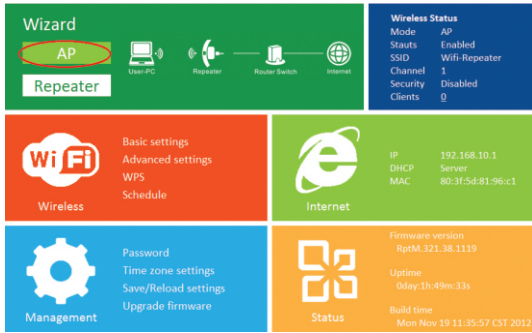 Wizard
AP
Repeater
User-PC
Repeater
Router Switch
Internet
Wireless Status
Mode AP
Stauts Enabled
SSID Wifi-Repeater
Channel 1
Security Disabled
Clients 0
WiFi
Wireless
Basic settings
Advanced settings
WPS
Schedule
Internet
IP 192.168.10.1
DHCP Server
MAC 80:3f:5d:81:96:c1
Management
Password
Time zone settings
Save/Reload settings
Upgrade firmware
Status
Firmware version
RptM.321.38.1119
Uptime
0day:1h:49m:33s
Build time
Mon Nov 19 11:35:57 CST 2012